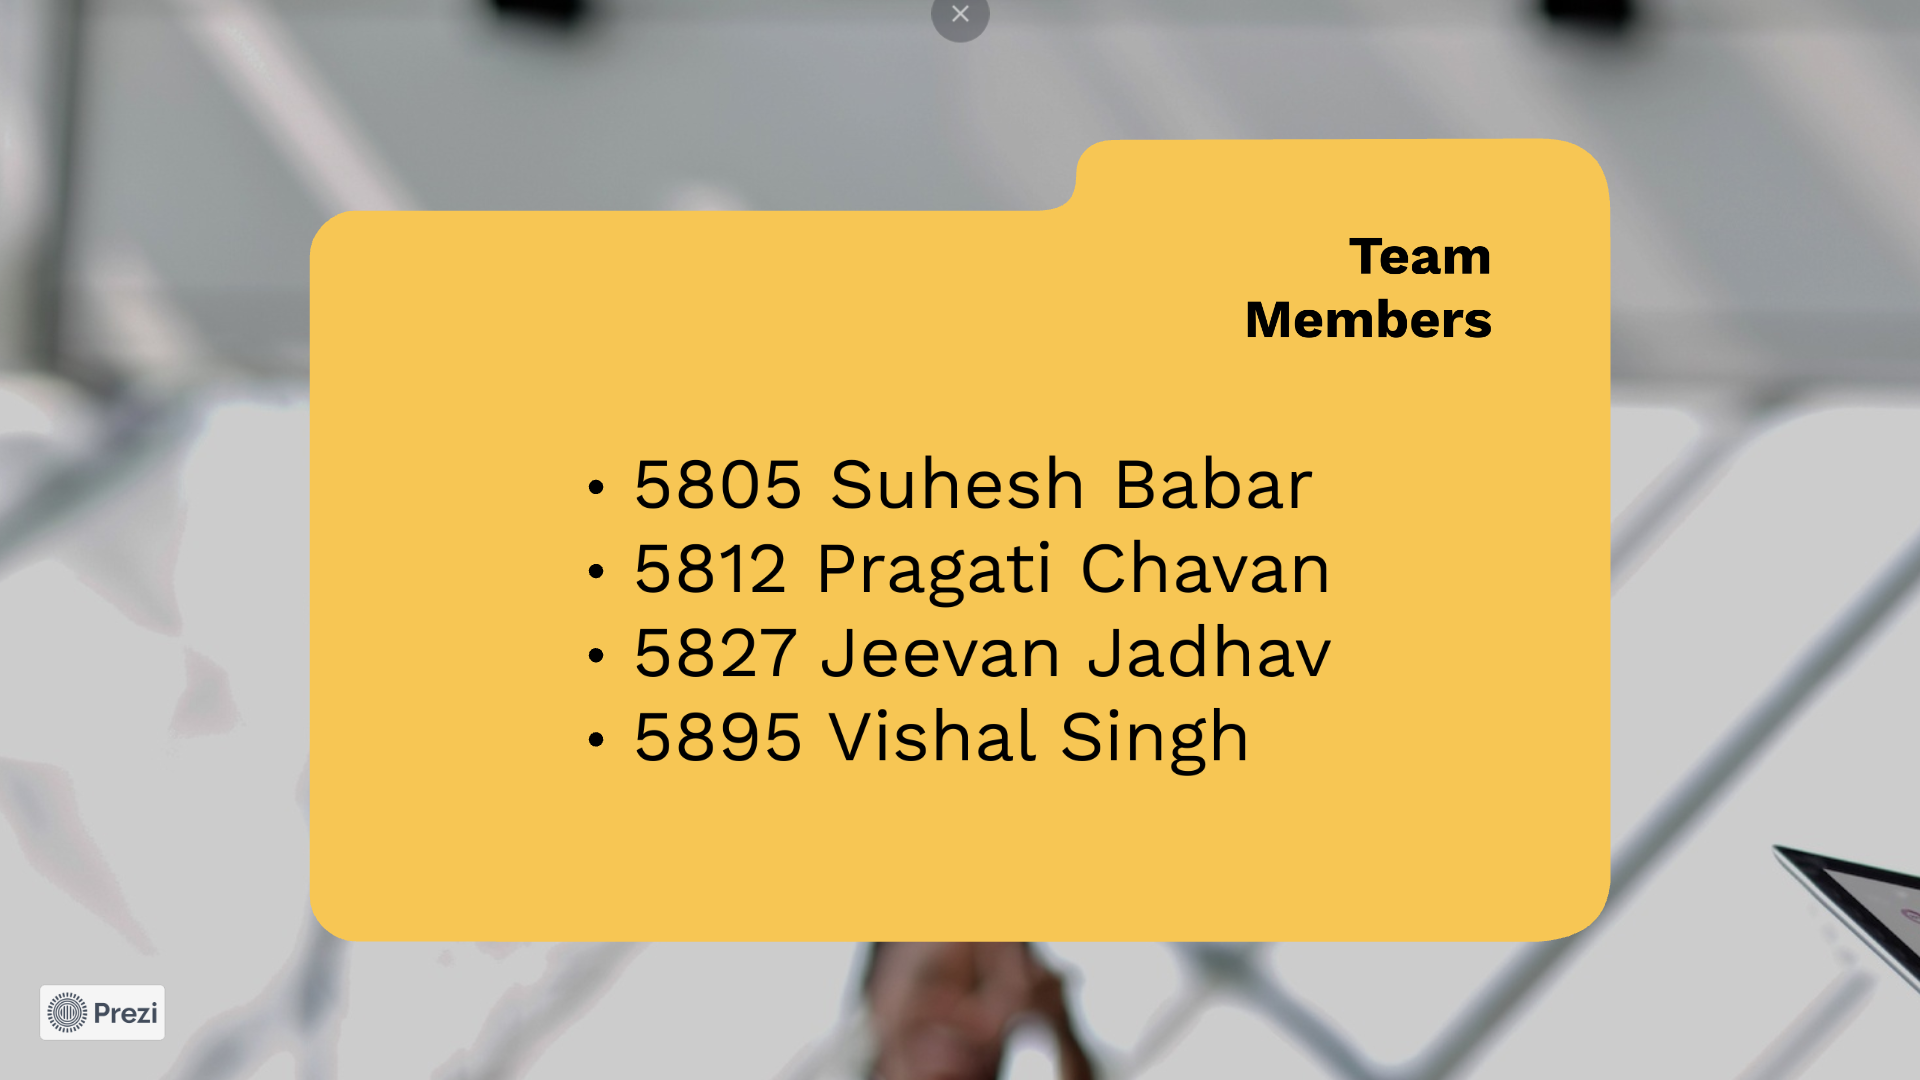 Team
Members
• 5805 Suhesh Babar
• 5812 Pragati Chavan
• 5827 Jeevan Jadhav
• 5895 Vishal Singh
Prezi